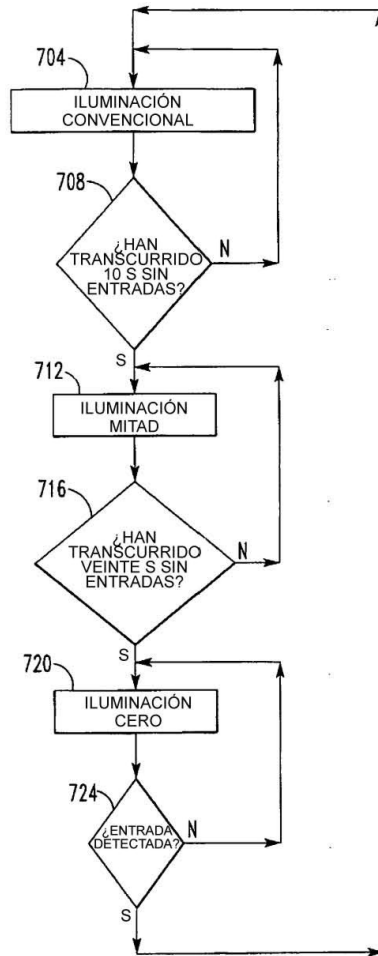 704
ILUMINACIÓN
CONVENCIONAL
708
¿HAN
TRANSCURRIDO
10 S SIN
ENTRADAS?
N
S
712
ILUMINACIÓN
MITAD
716
¿HAN
TRANSCURRIDO
VEINTE S SIN
ENTRADAS?
N
S
720
ILUMINACIÓN
CERO
724
¿ENTRADA
DETECTADA?
N
S